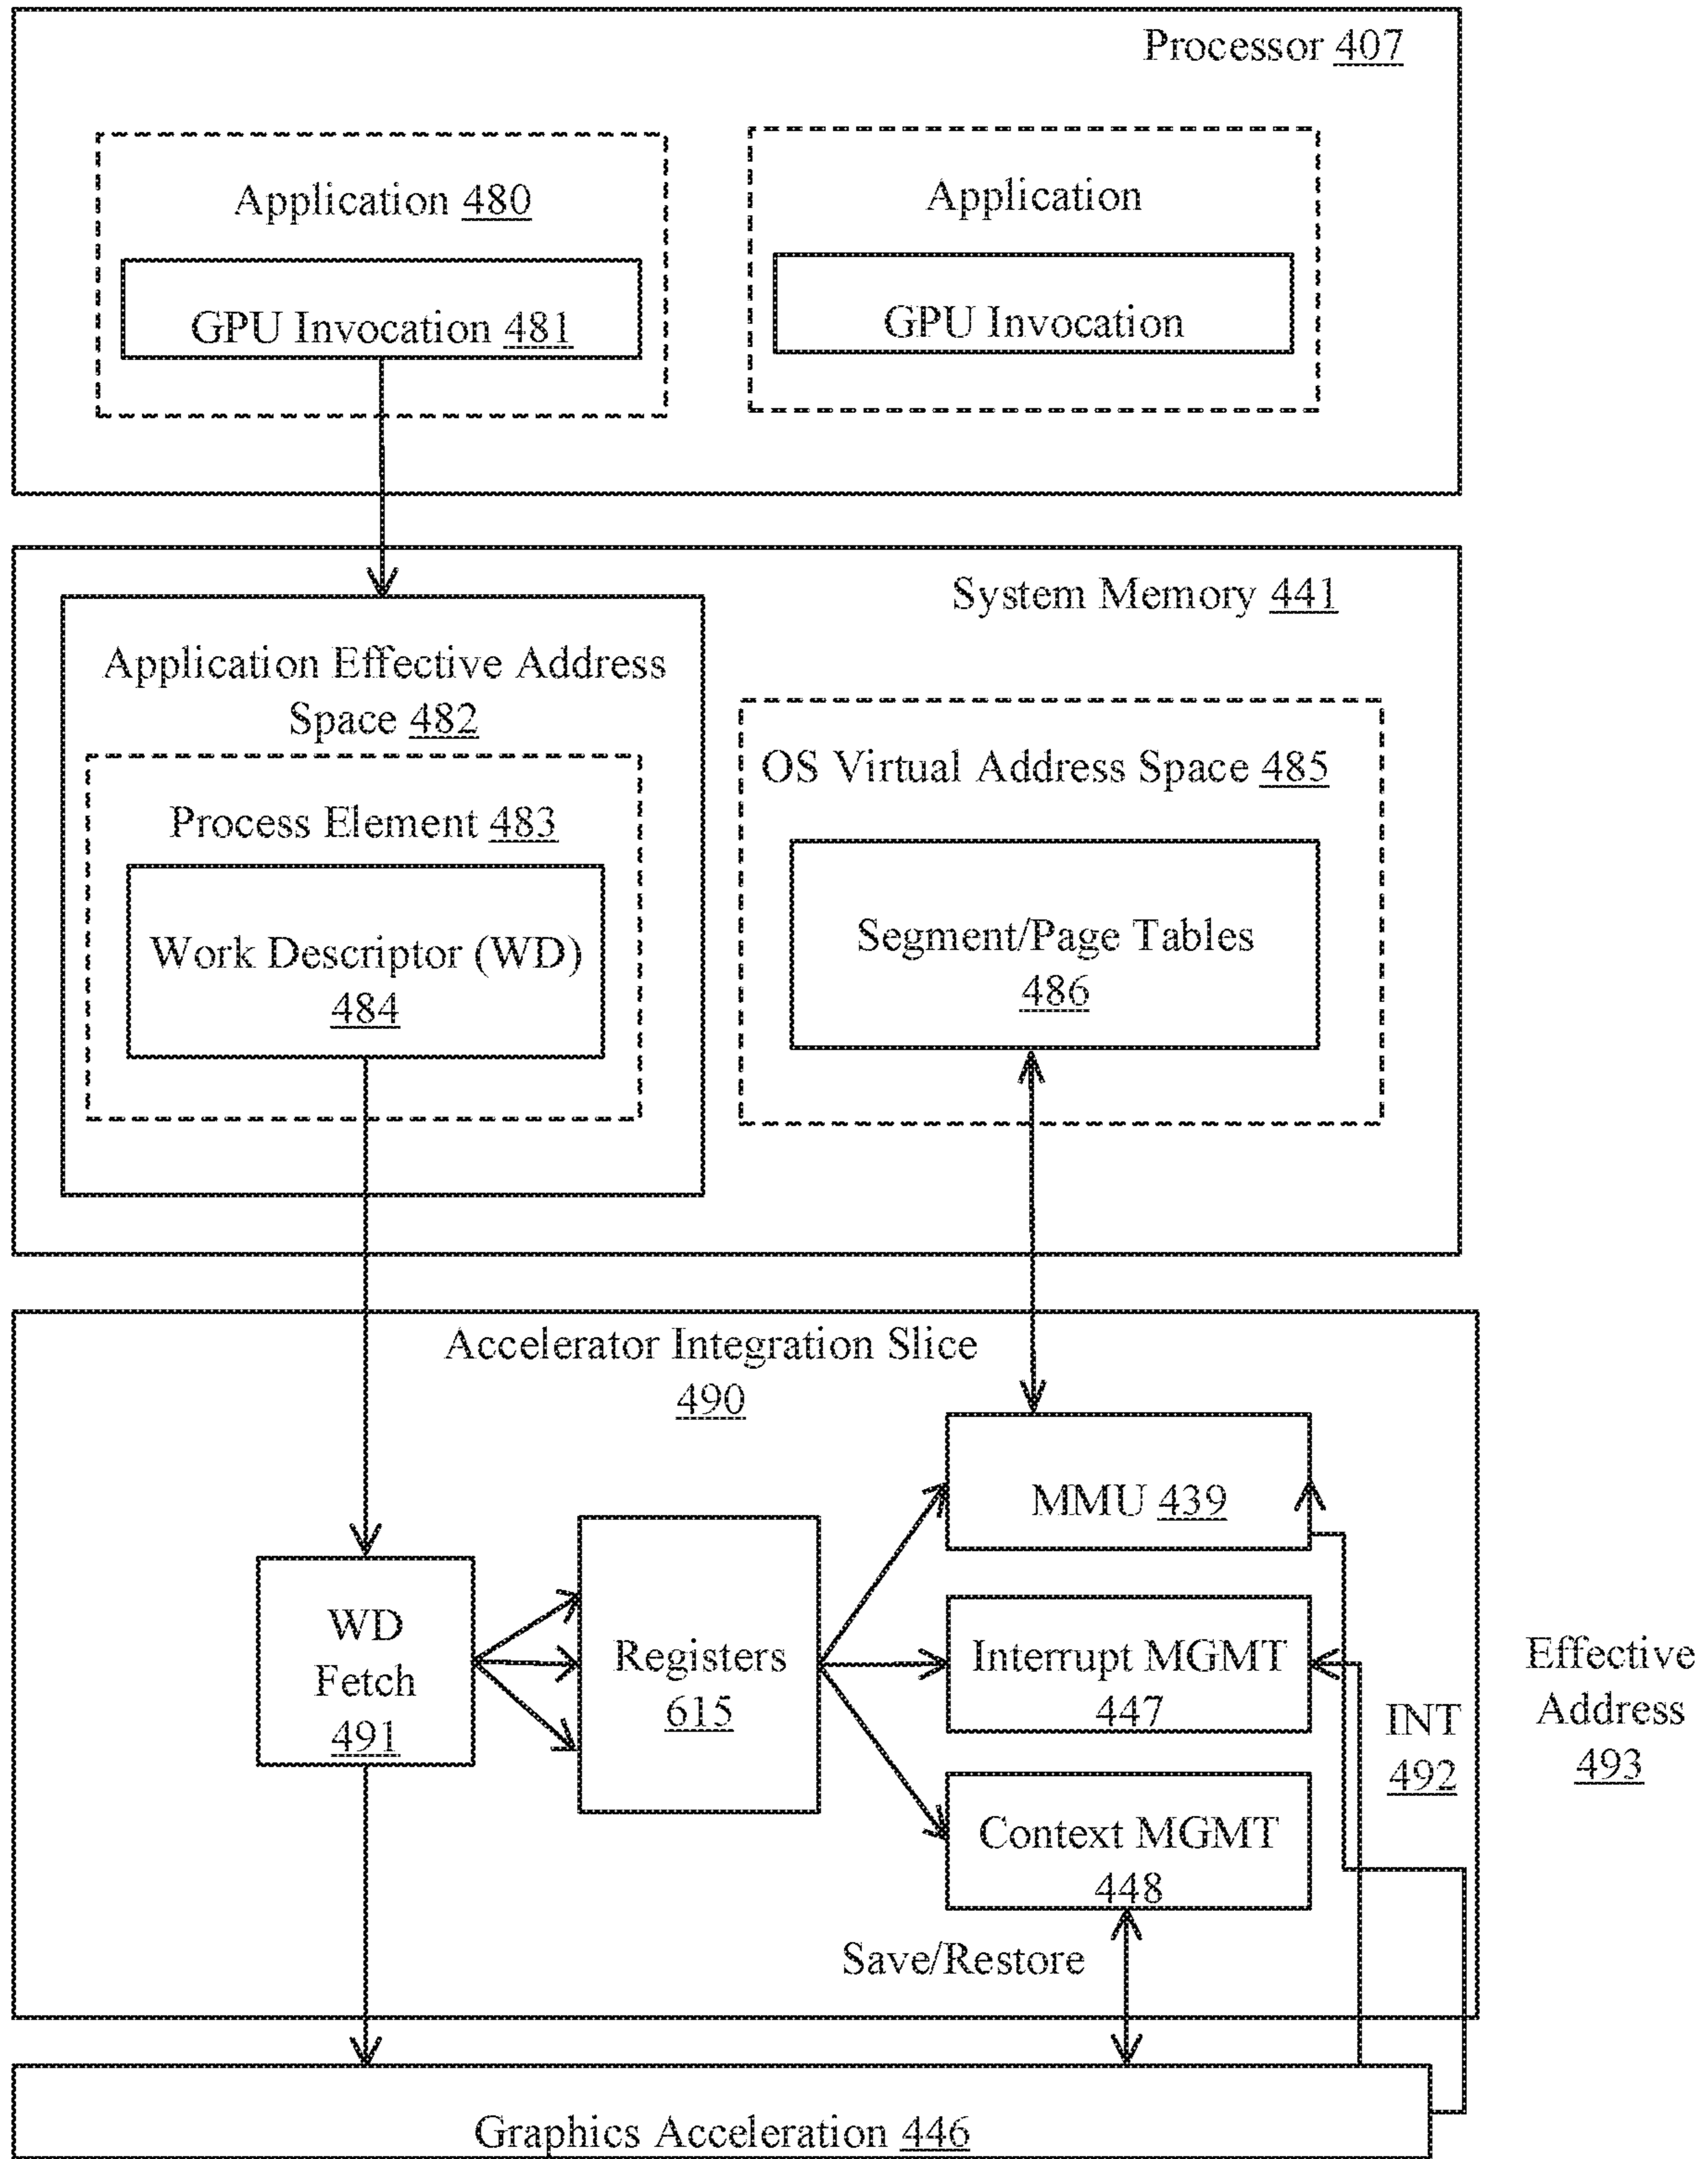 Processor 407
Application 480
Application
GPU Invocation 481
GPU Invocation
System Memory 441
Application Effective Address
Space 482
OS Virtual Address Space 485
Process Element 483
Work Descriptor (WD)
484
Segment/Page Tables
486
Accelerator Integration Slice
490
MMU 439
WD
Fetch
491
Registers
615
Interrupt MGMT
447
INT
492
Effective
Address
493
Context MGMT
448
Save/Restore
Graphics Acceleration 446